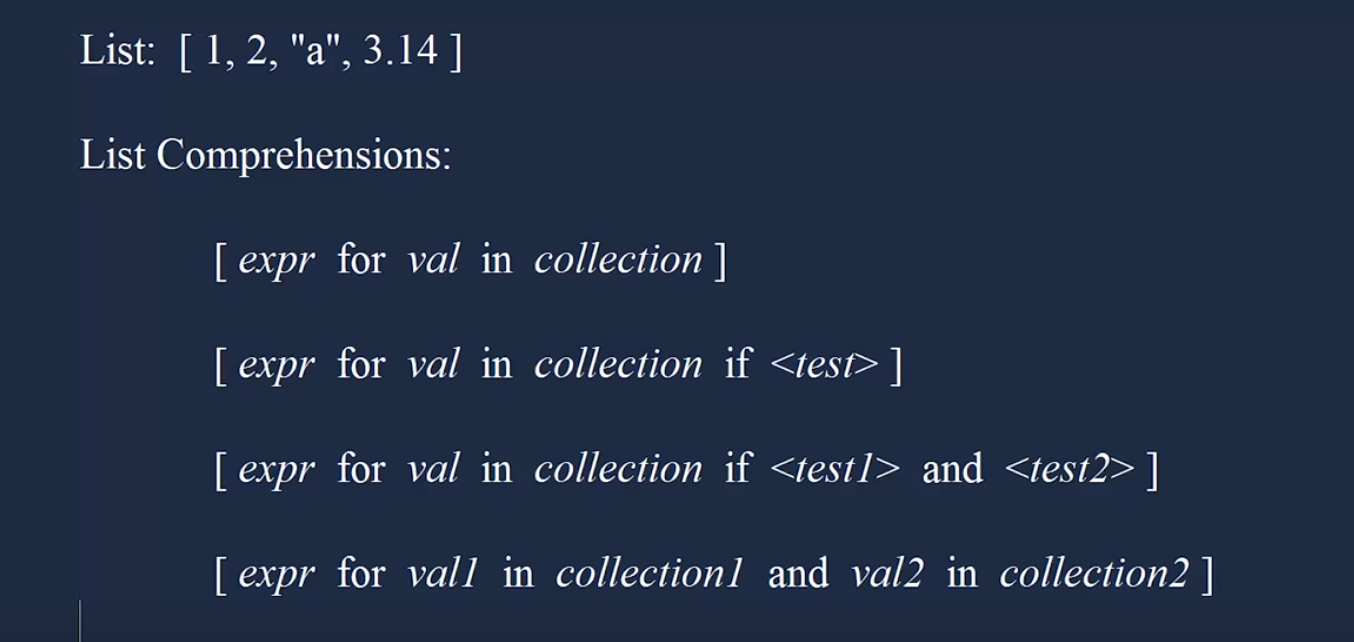 List: [ 1, 2, "a", 3.14 ]
List Comprehensions:
[ expr for val in collection ]
[ expr for val in collection if <test> ]
[ expr for val in collection if <test1> and <test2> ]
[ expr for val1 in collection1 and val2 in collection2 ]